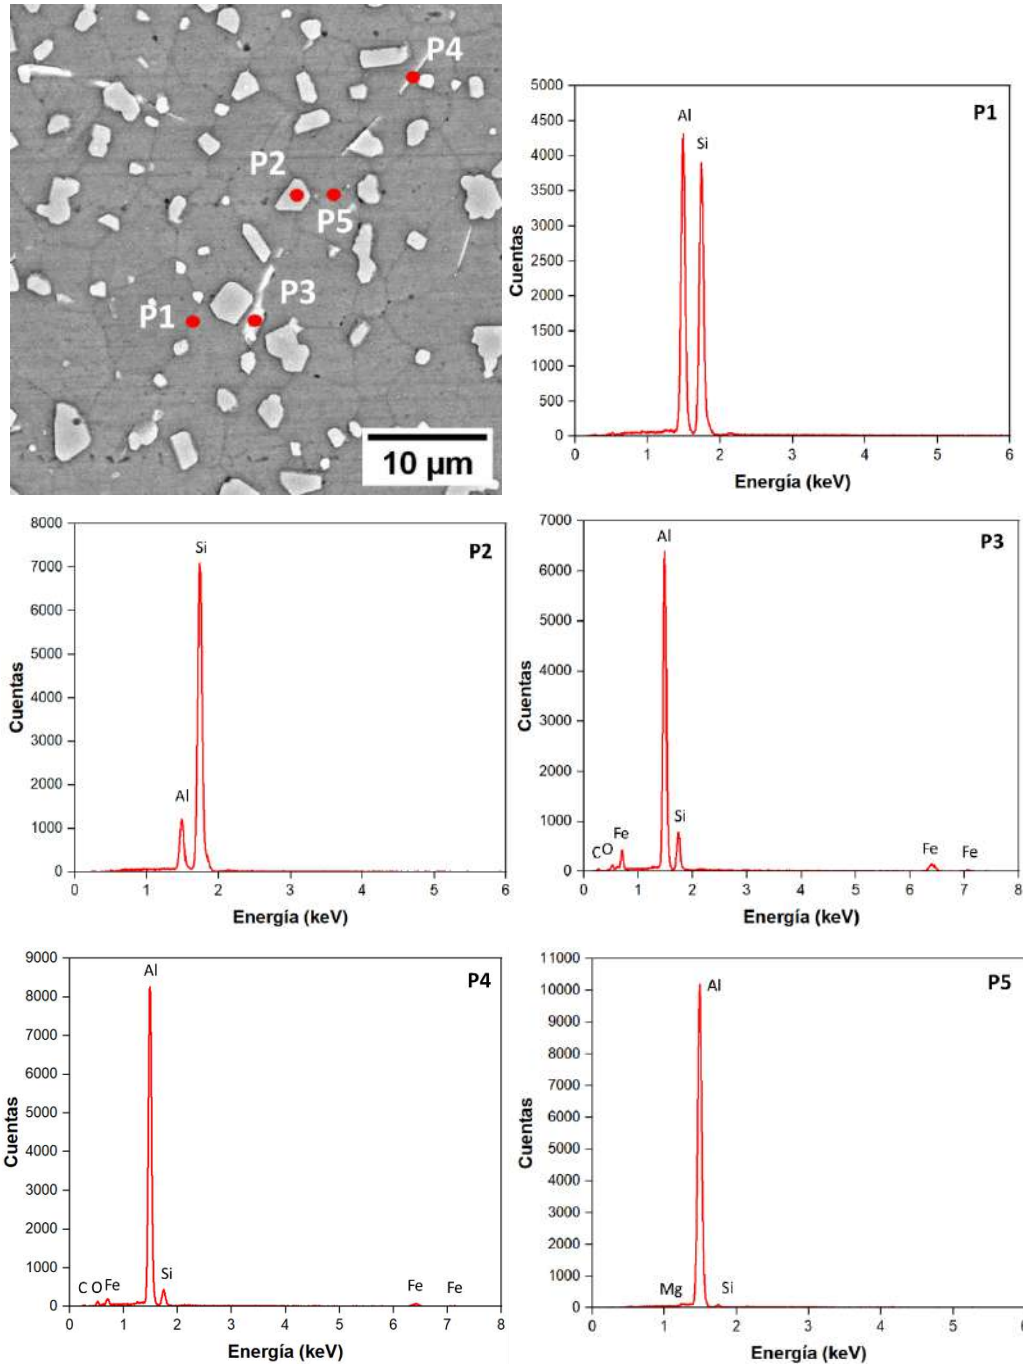 P4
P2
P5
P3
P1
10 μm
P1
Al
Si
Cuentas
5000
4500
4000
3500
3000
2500
2000
1500
1000
500
0
0 1 2 3 4 5 6
Energía (keV)
P2
Si
Al
Cuentas
8000
7000
6000
5000
4000
3000
2000
1000
0
0 1 2 3 4 5 6
Energía (keV)
P3
Al
Si
Fe
C O
Fe Fe
Cuentas
7000
6000
5000
4000
3000
2000
1000
0
0 1 2 3 4 5 6 7 8
Energía (keV)
P4
Al
Si
C O Fe
Fe Fe
Cuentas
9000
8000
7000
6000
5000
4000
3000
2000
1000
0
0 1 2 3 4 5 6 7 8
Energía (keV)
P5
Al
Mg Si
Cuentas
11000
10000
9000
8000
7000
6000
5000
4000
3000
2000
1000
0
0 1 2 3 4 5 6
Energía (keV)